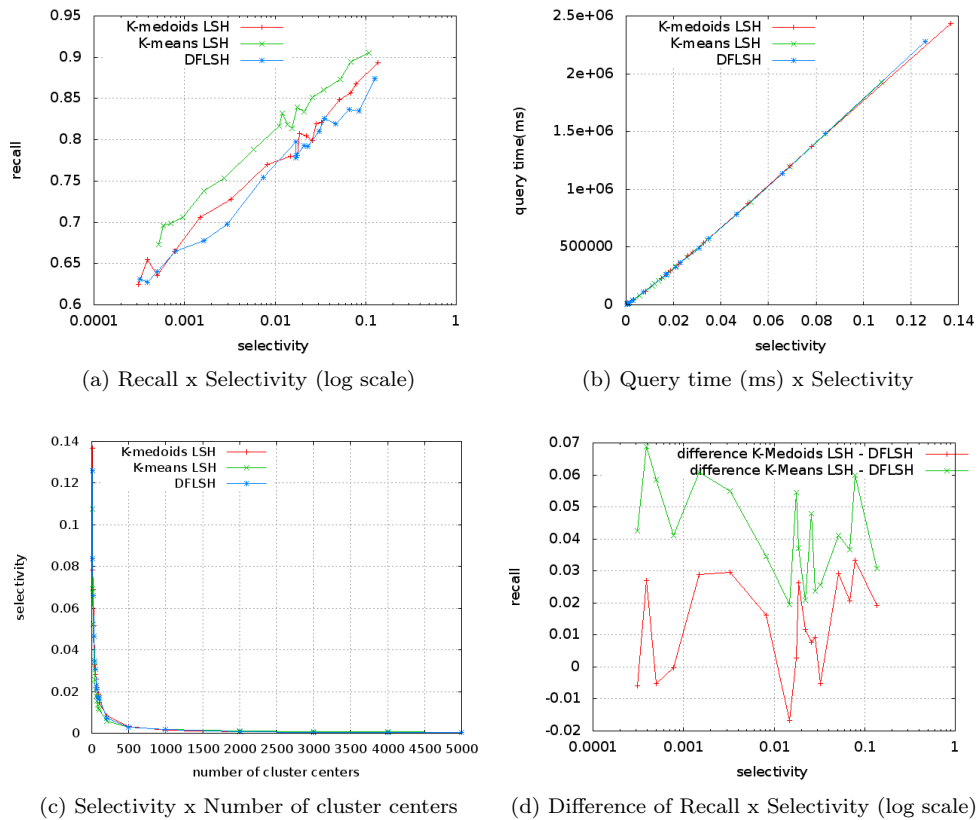 K-medoids LSH
K-means LSH
DFLSH
0.95
0.9
0.85
0.8
0.75
0.7
0.65
0.6
recall
0.0001
0.001
0.01
0.1
1
selectivity
(a) Recall x Selectivity (log scale)
K-medoids LSH
K-means LSH
DFLSH
2.5e+06
2e+06
1.5e+06
1e+06
500000
0
query time(ms)
0
0.02
0.04
0.06
0.08
0.1
0.12
0.14
selectivity
(b) Query time (ms) x Selectivity
K-medoids LSH
K-means LSH
DFLSH
0.14
0.12
0.1
0.08
0.06
0.04
0.02
0
selectivity
0
500
1000
1500
2000
2500
3000
3500
4000
4500
5000
number of cluster centers
(c) Selectivity x Number of cluster centers
difference K-Medoids LSH - DFLSH
difference K-Means LSH - DFLSH
0.07
0.06
0.05
0.04
0.03
0.02
0.01
0
-0.01
-0.02
recall
0.0001
0.001
0.01
0.1
1
selectivity
(d) Difference of Recall x Selectivity (log scale)